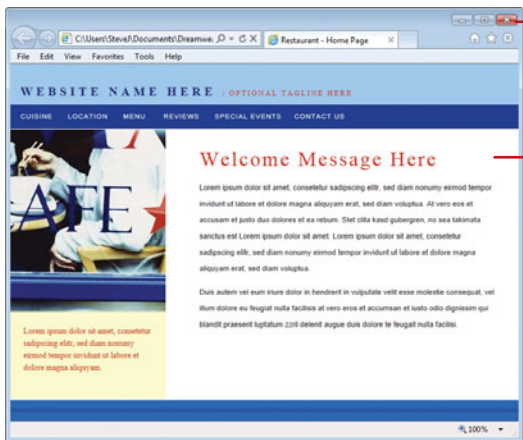 C:\Users\SteveJ\Documents\Dreamwe
Restaurant - Home Page
File Edit View Favorites Tools Help
WEBSITE NAME HERE | OPTIONAL TAGLINE HERE
CUISINE LOCATION MENU REVIEWS SPECIAL EVENTS CONTACT US
AFE
Welcome Message Here
Lorem ipsum dolor sit amet, consetetur sadipscing elitr, sed diam nonumy eirmod tempor
invidunt ut labore et dolore magna aliquyam erat, sed diam voluptua. At vero eos et
accusam et justo duo dolores et ea rebum. Stet clita kasd gubergren, no sea takimata
sanctus est Lorem ipsum dolor sit amet. Lorem ipsum dolor sit amet, consetetur
sadipscing elitr, sed diam nonumy eirmod tempor invidunt ut labore et dolore magna
aliquyam erat, sed diam voluptua.
Duis autem vel eum iriure dolor in hendrerit in vulputate velit esse molestie consequat, vel
illum dolore eu feugiat nulla facilisis at vero eros et accumsan et iusto odio dignissim qui
blandit praesent luptatum zzril delenit augue duis dolore te feugait nulla facilisi.
Lorem ipsum dolor sit amet, consetetur
sadipscing elitr, sed diam nonumy
eirmod tempor invidunt ut labore et
dolore magna aliquyam.
100%